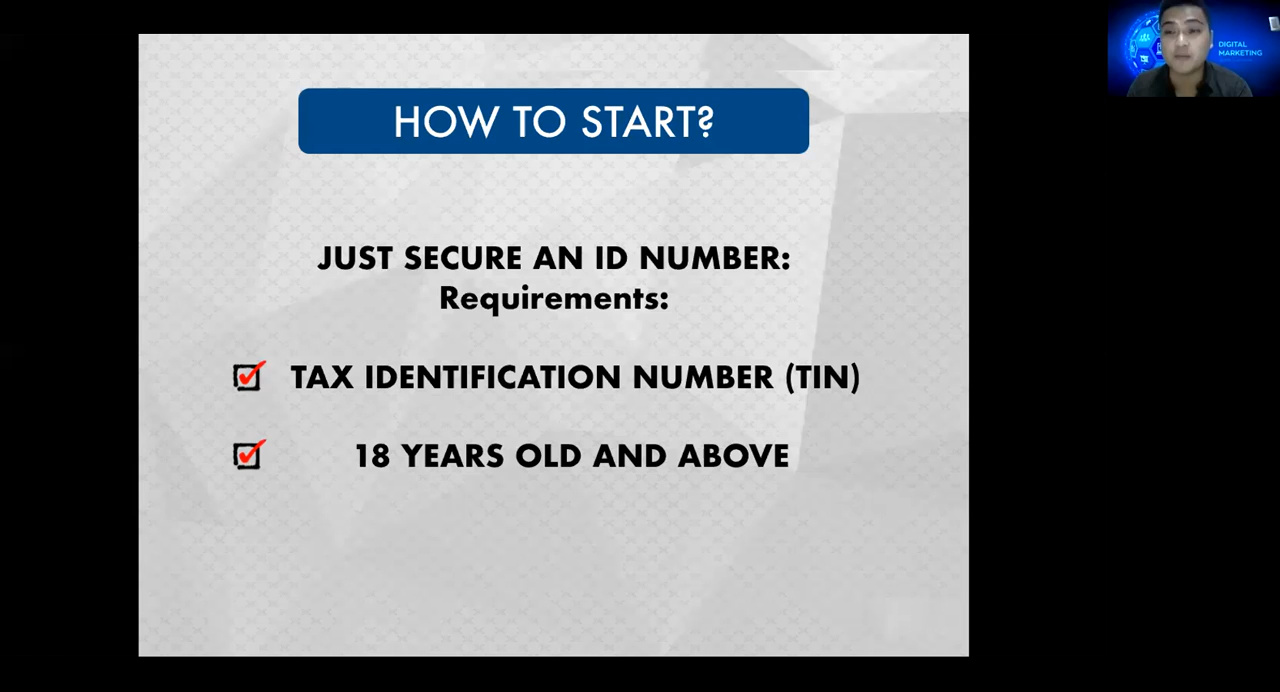 HOW TO START?
JUST SECURE AN ID NUMBER:
Requirements:
TAX IDENTIFICATION NUMBER (TIN)
18 YEARS OLD AND ABOVE
DIGITAL
MARKETING